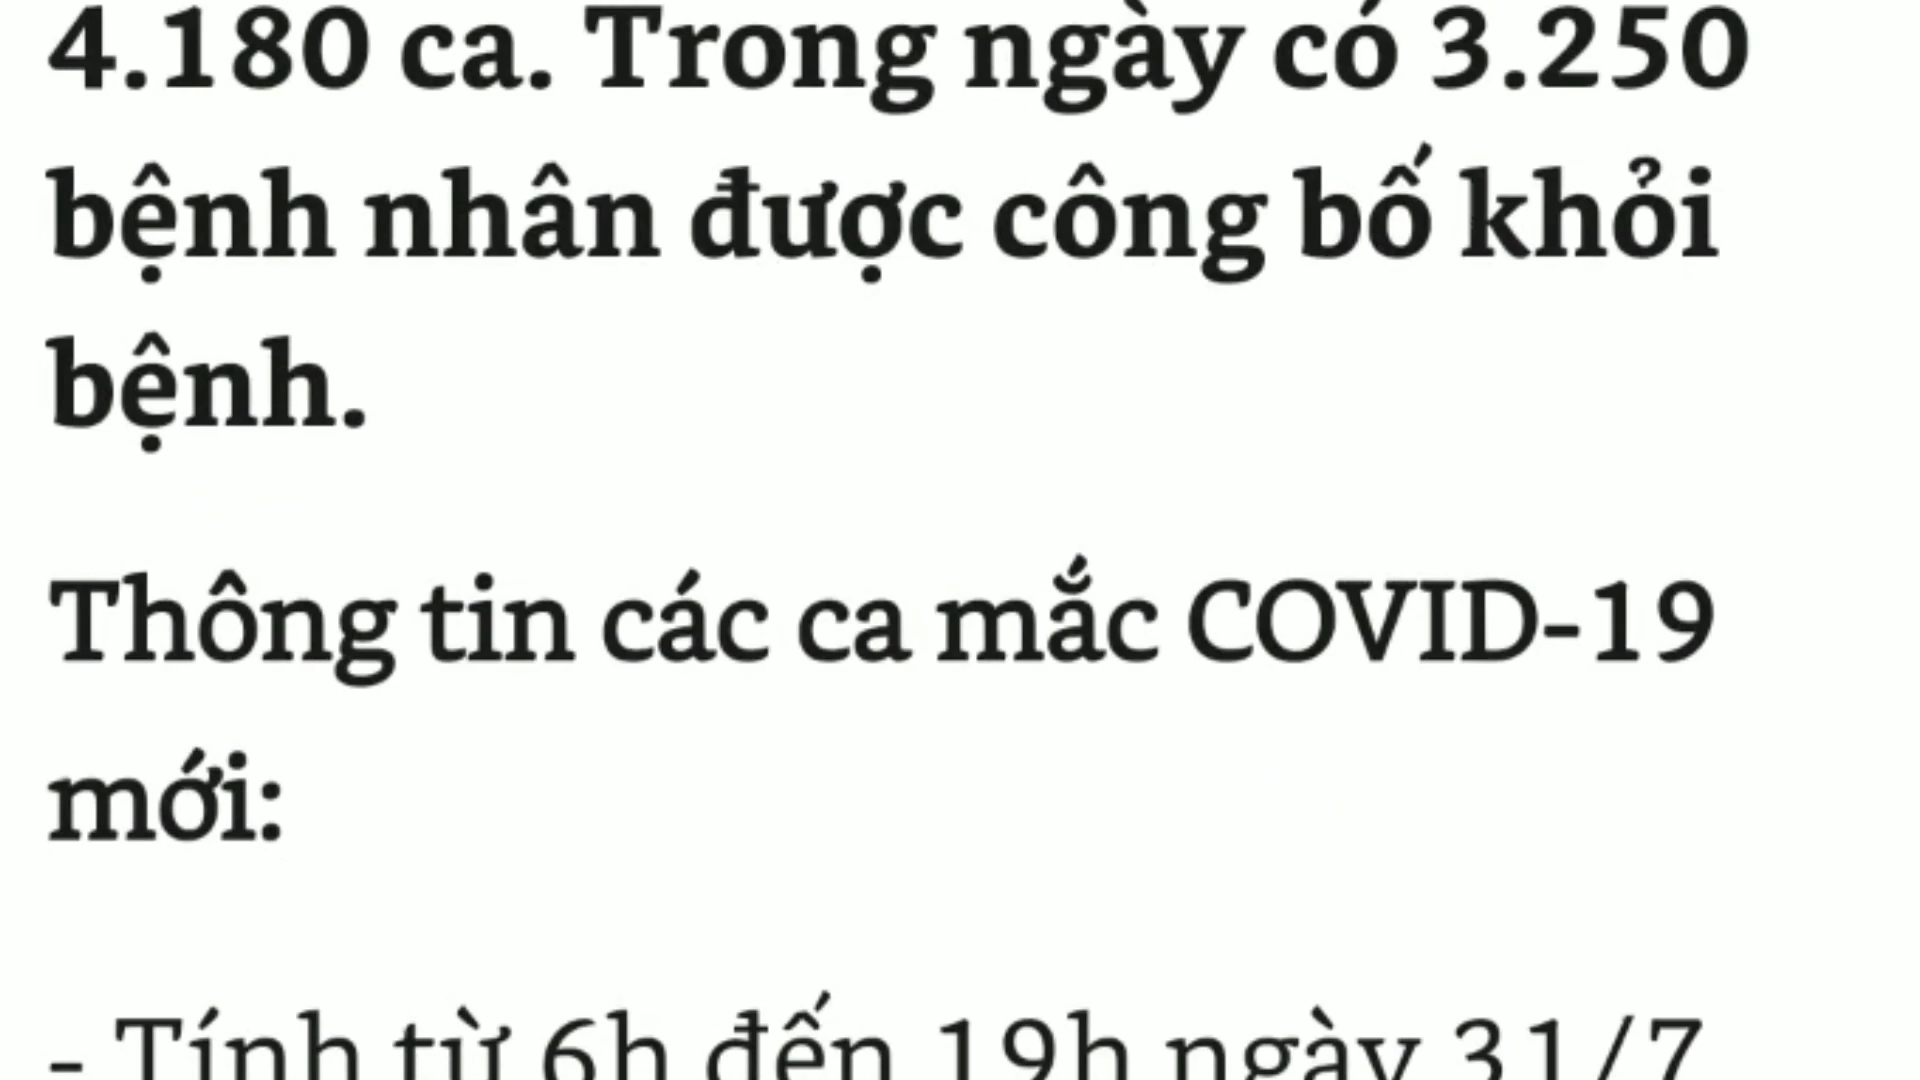 4.180 ca. Trong ngày có 3.250
bệnh nhân được công bố khỏi
bệnh.
Thông tin các ca mắc COVID-19
mới:
- Tính từ 6h đến 19h ngày 31/7